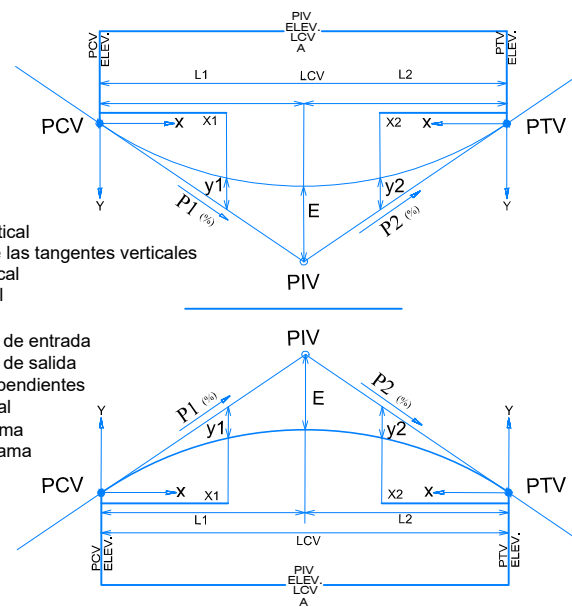 PIV
ELEV.
LCV
A
PCV
ELEV.
PTV
ELEV.
L1
LCV
L2
PCV
X
X1
X2
X
PTV
y1
y2
Y
Y
P1 (%)
E
P2 (%)
PIV
tical
e las tangentes verticales
cal
l
de entrada
de salida
pendientes
al
ma
ama
PIV
P1 (%)
P2 (%)
Y
Y
y1
E
y2
PCV
X
X1
X2
X
PTV
L1
L2
LCV
PCV
ELEV.
PTV
ELEV.
PIV
ELEV.
LCV
A